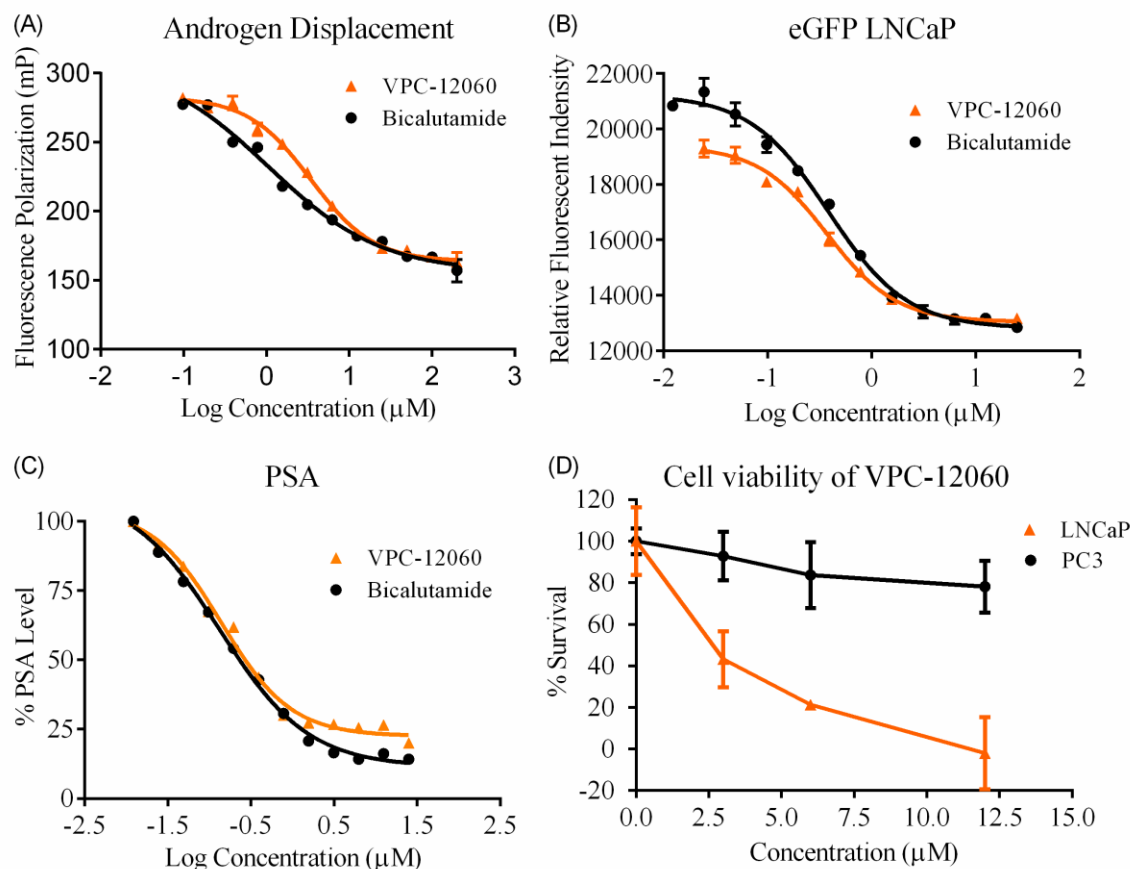 (A)
Androgen Displacement
Fluorescence Polarization (mP)
300
250
200
150
100
-2
-1
0
1
2
3
Log Concentration (µM)
VPC-12060
Bicalutamide
(B)
eGFP LNCaP
Relative Fluorescent Indensity
22000
20000
18000
16000
14000
12000
-2
-1
0
1
2
Log Concentration (µM)
VPC-12060
Bicalutamide
(C)
PSA
% PSA Level
100
75
50
25
0
-2.5
-1.5
-0.5
0.5
1.5
2.5
Log Concentration (µM)
VPC-12060
Bicalutamide
(D)
Cell viability of VPC-12060
% Survival
120
100
80
60
40
20
0
-20
0.0
2.5
5.0
7.5
10.0
12.5
15.0
Concentration (µM)
LNCaP
PC3